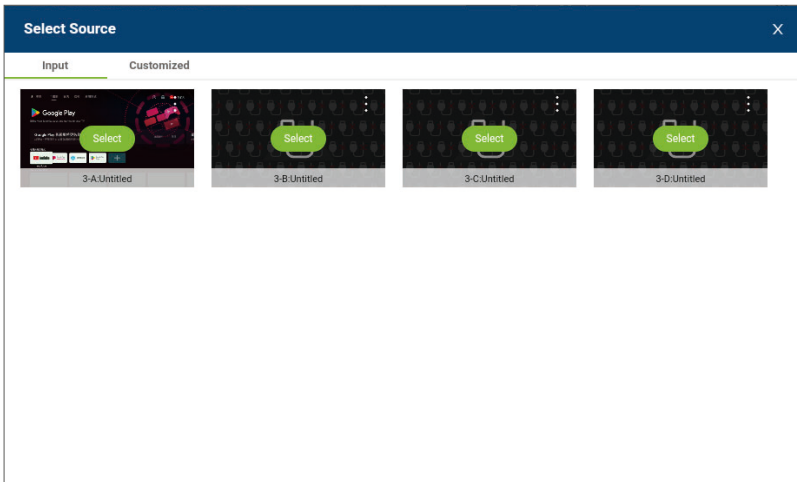 Select Source
X
Input
Customized
Google Play
Select
3-A:Untitled
Select
3-B:Untitled
Select
3-C:Untitled
Select
3-D:Untitled